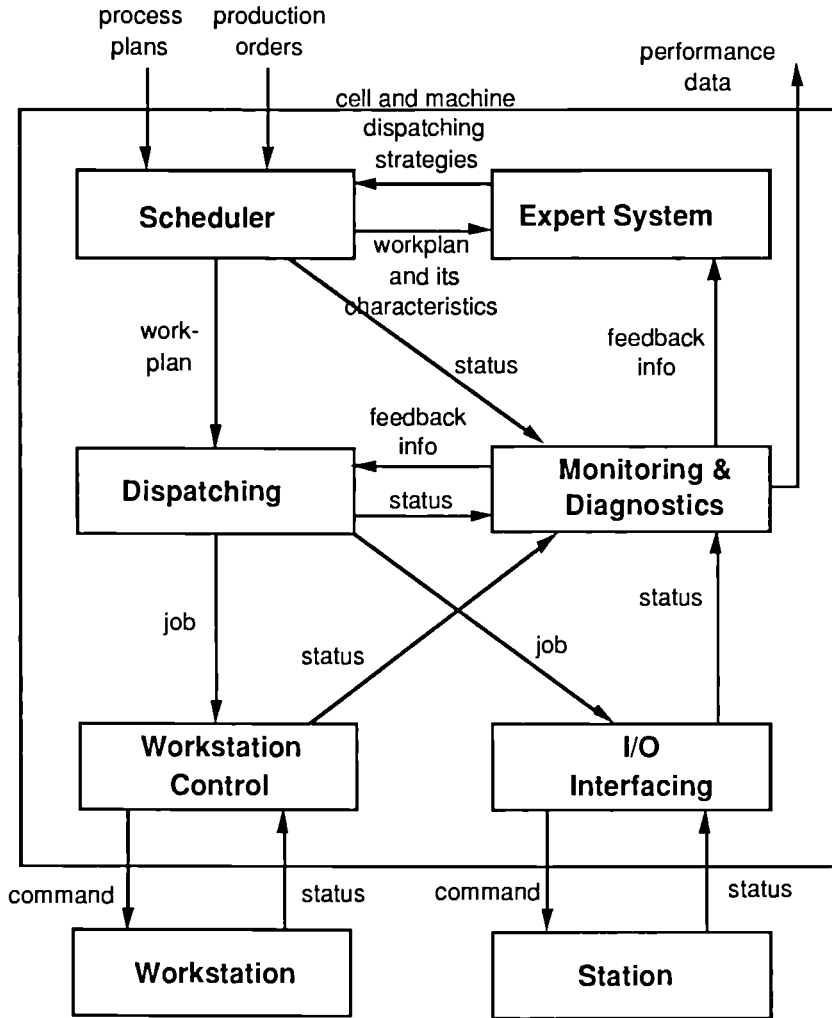 process
plans
production
orders
performance
data
cell and machine
dispatching
strategies
Scheduler
Expert System
workplan
and its
characteristics
work-
plan
status
feedback
info
feedback
info
Dispatching
status
Monitoring &
Diagnostics
job
status
job
status
Workstation
Control
I/O
Interfacing
command
status
command
status
Workstation
Station